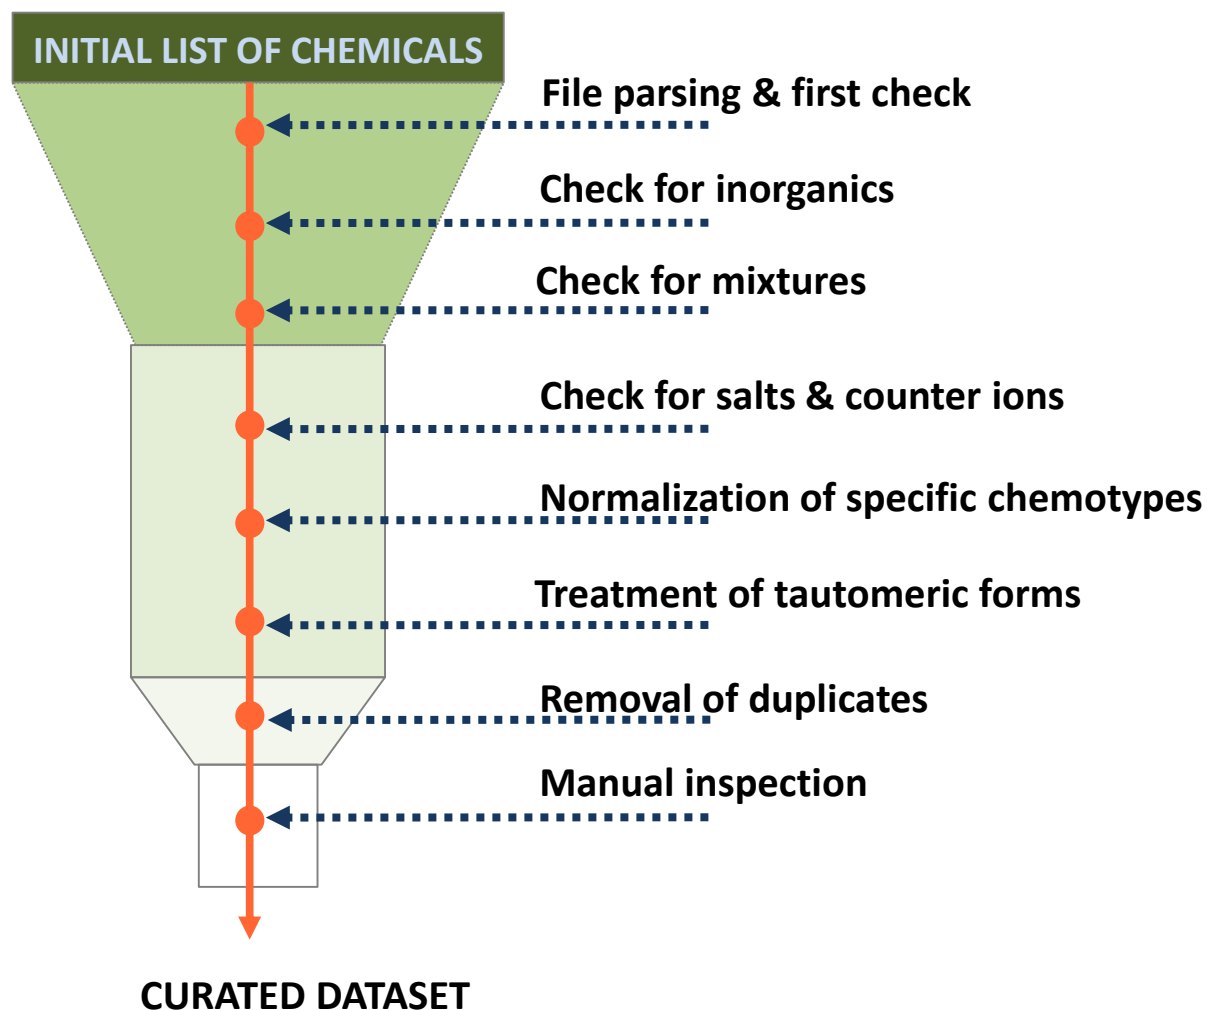 INITIAL LIST OF CHEMICALS
File parsing & first check
Check for inorganics
Check for mixtures
Check for salts & counter ions
Normalization of specific chemotypes
Treatment of tautomeric forms
Removal of duplicates
Manual inspection
CURATED DATASET